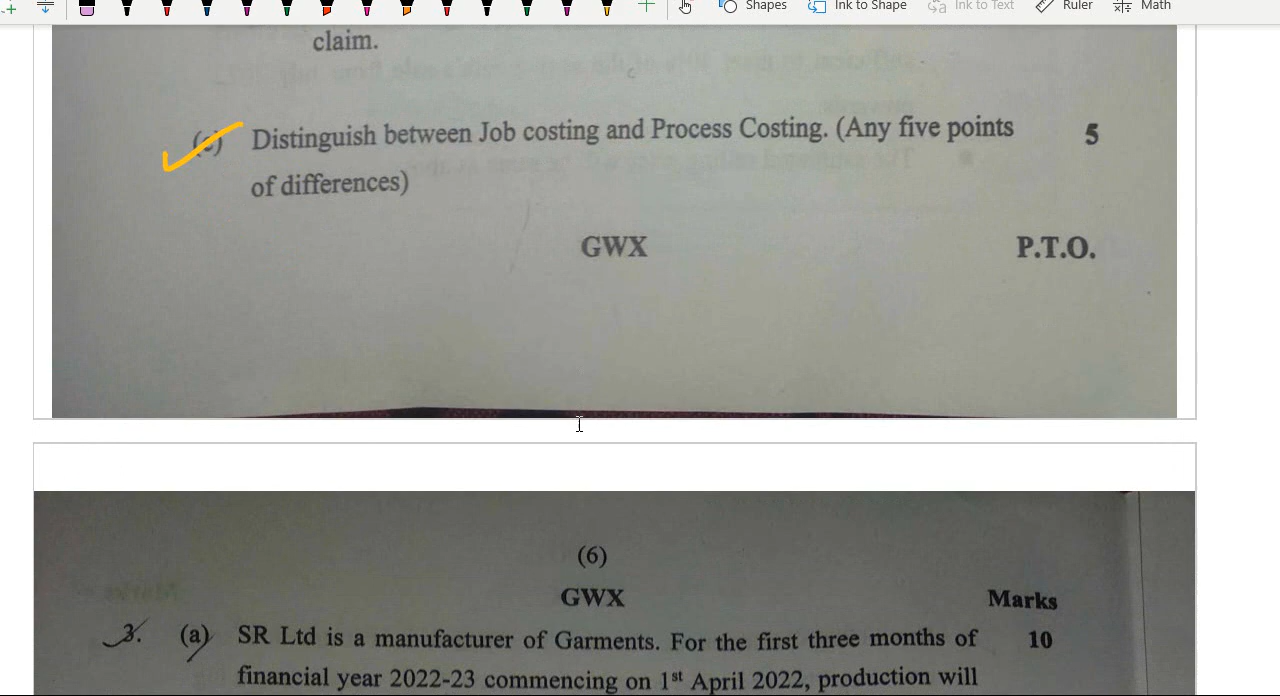 Shapes Ink to Shape Ink to Text Ruler Math
claim.
(c) Distinguish between Job costing and Process Costing. (Any five points 5
of differences)
GWX P.T.O.
(6)
GWX Marks
3. (a) SR Ltd is a manufacturer of Garments. For the first three months of 10
financial year 2022-23 commencing on 1st April 2022, production will